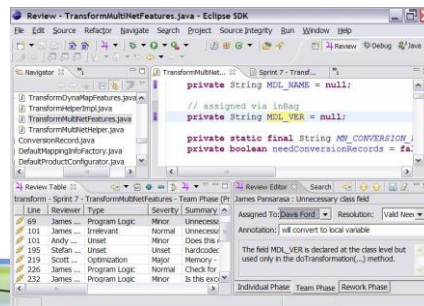 Review - TransformMultiNetFeatures.java - Eclipse SDK
File Edit Source Refactor Navigate Search Project Source Integrity Run Window Help
Review Debug Java
Navigator
TransformDynaMapFeatures.java
TransformHelperImpl.java
TransformMultiNetFeatures.java
TransformMultiNetHelper.java
ConversionRecord.java
DefaultMappingInfoFactory.java
DefaultProductConfigurator.java
TransformMultiNet... Sprint 7 - Transf...
private String MDL_NAME = null;
// assigned via inBag
private String MDL_VER = null;
private static final String MN_CONVERSION_
private boolean needConversionRecords = fa
Review Table
transform - Sprint 7 - TransformMultiNetFeatures - Team Phase (Pr
Line Reviewer Type Severity Summary
69 James ... Program Logic Minor Unnecessa
101 James ... Irrelevant Normal Unnecessa
101 Andy ... Unset Minor Does this r
195 Stefan ... Unset Unset hardcodec
219 Scott ... Optimization Major Memory -
226 James ... Program Logic Normal Check for
232 James ... Program Logic Minor Is this exce
Review Editor Search
James Pansarasa : Unnecessary class field
Assigned To: Davis Ford Resolution: Valid Nee
Annotation: will convert to local variable
The field MDL_VER is declared at the class level but
used only in the doTransformation(...) method.
Individual Phase Team Phase Rework Phase